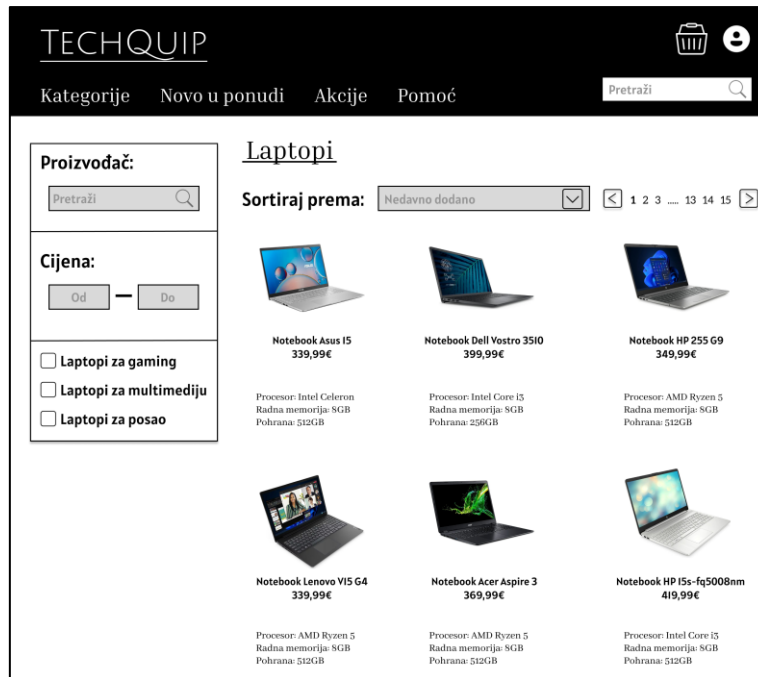 TECHQUIP
Kategorije Novo u ponudi Akcije Pomoć
Pretraži
Proizvođač:
Pretraži
Cijena:
Od Do
Laptopi za gaming
Laptopi za multimediju
Laptopi za posao
Laptopi
Sortiraj prema: Nedavno dodano < 1 2 3 ..... 13 14 15 >
Notebook Asus 15
339,99€
Procesor: Intel Celeron
Radna memorija: 8GB
Pohrana: 512GB
Notebook Dell Vostro 3510
399,99€
Procesor: Intel Core i3
Radna memorija: 8GB
Pohrana: 256GB
Notebook HP 255 G9
349,99€
Procesor: AMD Ryzen 5
Radna memorija: 8GB
Pohrana: 512GB
Notebook Lenovo V15 G4
339,99€
Procesor: AMD Ryzen 5
Radna memorija: 8GB
Pohrana: 512GB
Notebook Acer Aspire 3
369,99€
Procesor: AMD Ryzen 5
Radna memorija: 8GB
Pohrana: 512GB
Notebook HP 15s-fq5008nm
419,99€
Procesor: Intel Core i3
Radna memorija: 8GB
Pohrana: 512GB